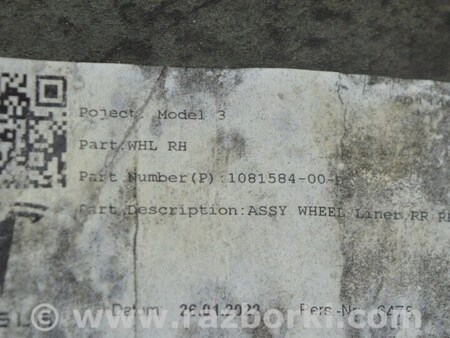 Poject: Model 3
Part:WHL RH
Part Number(P):1081584-00-
Part Description:ASSY WHEEL Liner RR
Datum 26.01.2022 Pers-Nr 6476
© www.razborki.com